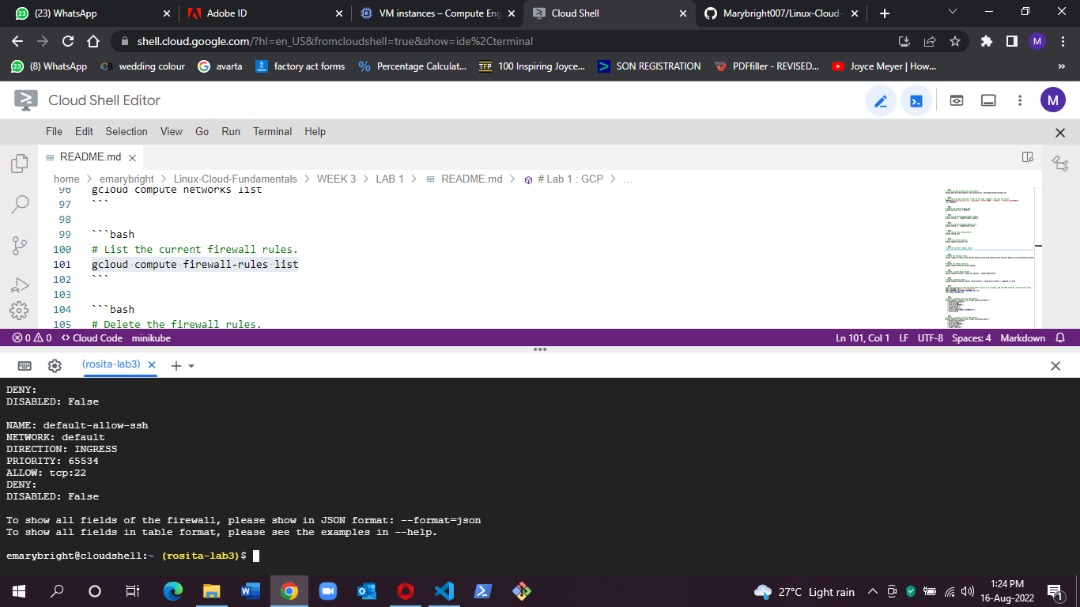 (23) WhatsApp
Adobe ID
VM instances – Compute Eng
Cloud Shell
Marybright007/Linux-Cloud-
shell.cloud.google.com/?hl=en_US&fromcloudshell=true&show=ide%2Cterminal
M
(8) WhatsApp
wedding colour
avarta
factory act forms
Percentage Calculat...
100 Inspiring Joyce...
SON REGISTRATION
PDFfiller - REVISED...
Joyce Meyer | How...
»
Cloud Shell Editor
M
File Edit Selection View Go Run Terminal Help
README.md
home > emarybright > Linux-Cloud-Fundamentals > WEEK 3 > LAB 1 > README.md > # Lab 1 : GCP > ...
96 gcloud compute networks list
97 ```
98
99 ```bash
100 # List the current firewall rules.
101 gcloud compute firewall-rules list
102 ```
103
104 ```bash
105 # Delete the firewall rules.
0 0 <> Cloud Code minikube
Ln 101, Col 1 LF UTF-8 Spaces: 4 Markdown
(rosita-lab3)
DENY:
DISABLED: False
NAME: default-allow-ssh
NETWORK: default
DIRECTION: INGRESS
PRIORITY: 65534
ALLOW: tcp:22
DENY:
DISABLED: False
To show all fields of the firewall, please show in JSON format: --format=json
To show all fields in table format, please see the examples in --help.
emarybright@cloudshell:~ (rosita-lab3)$
27°C Light rain
1:24 PM
16-Aug-2022
1